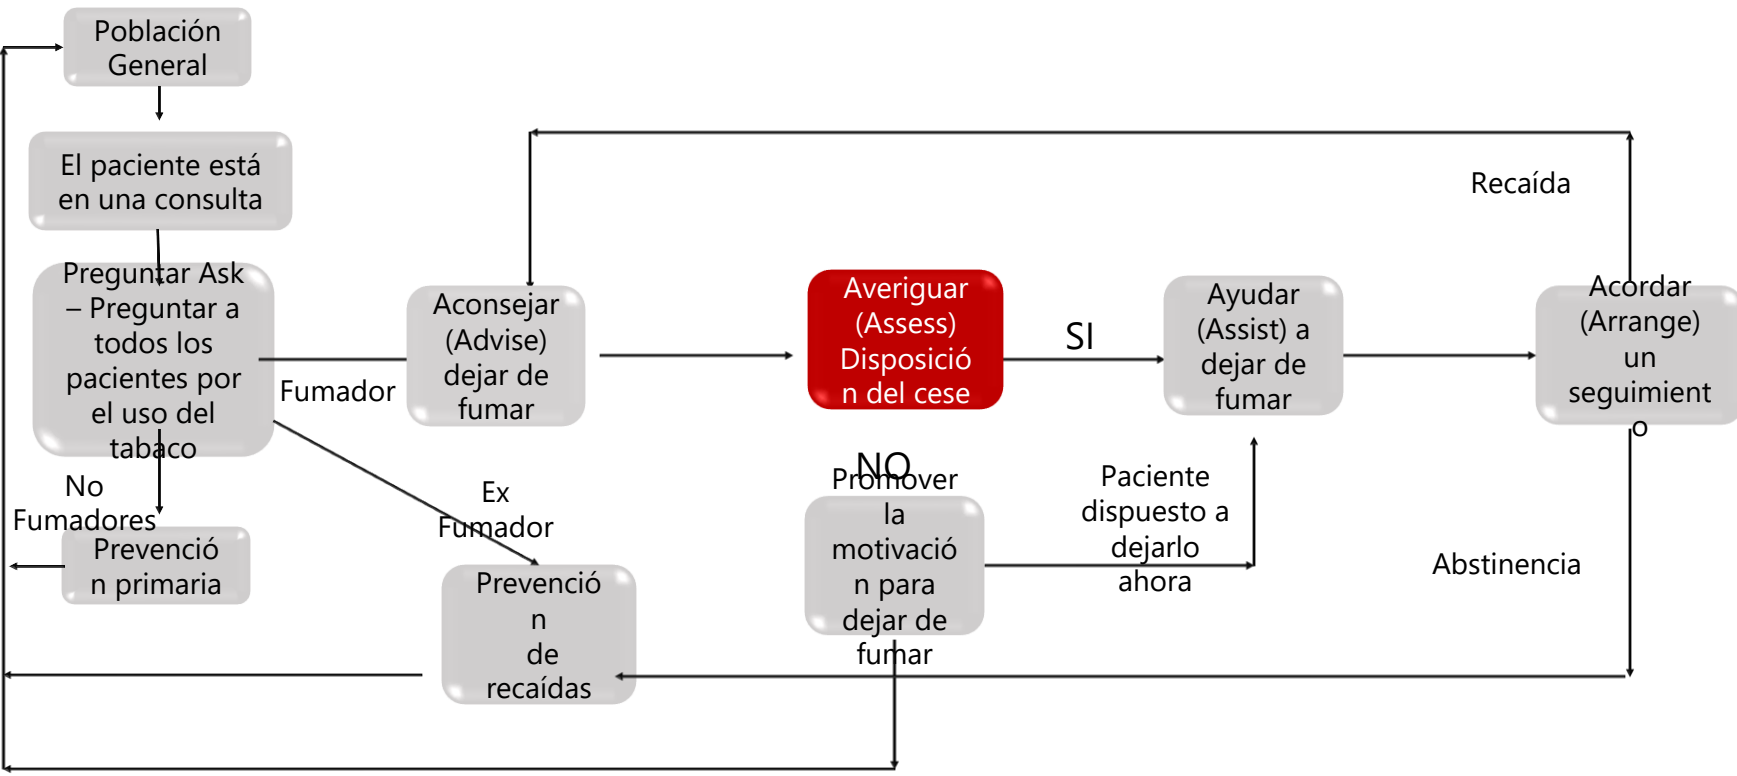 Población
General
El paciente está
en una consulta
Preguntar Ask
– Preguntar a
todos los
pacientes por
el uso del
tabaco
Fumador
No
Fumadores
Prevenció
n primaria
Ex
Fumador
Prevenció
n
de
recaídas
Aconsejar
(Advise)
dejar de
fumar
Averiguar
(Assess)
Disposició
n del cese
SI
NO
Promover
la
motivació
n para
dejar de
fumar
Paciente
dispuesto a
dejarlo
ahora
Ayudar
(Assist) a
dejar de
fumar
Recaída
Acordar
(Arrange)
un
seguimient
o
Abstinencia